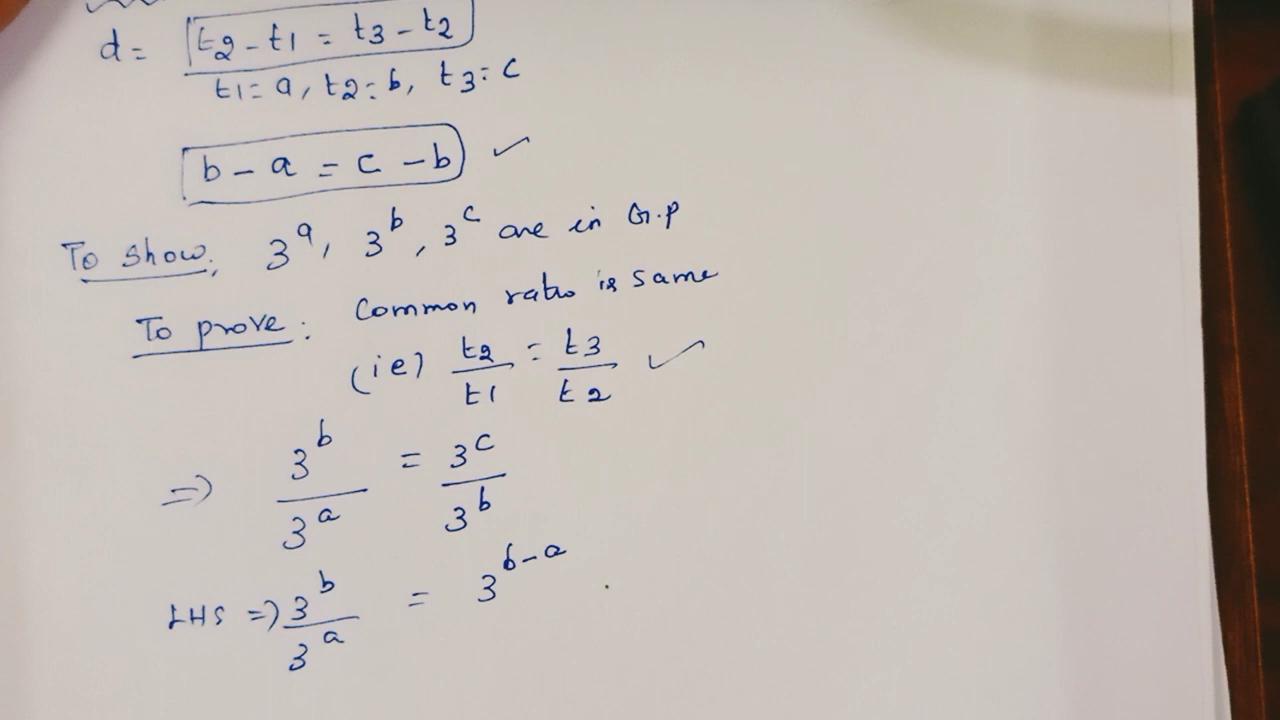 d = t2 - t1 = t3 - t2
t1 = a, t2 = b, t3 = c
b - a = c - b ✓
To show, 3^a, 3^b, 3^c are in G.P
To prove: Common ratio is same
(ie) t2/t1 = t3/t2 ✓
=> 3^b/3^a = 3^c/3^b
LHS => 3^b/3^a = 3^(b-a)